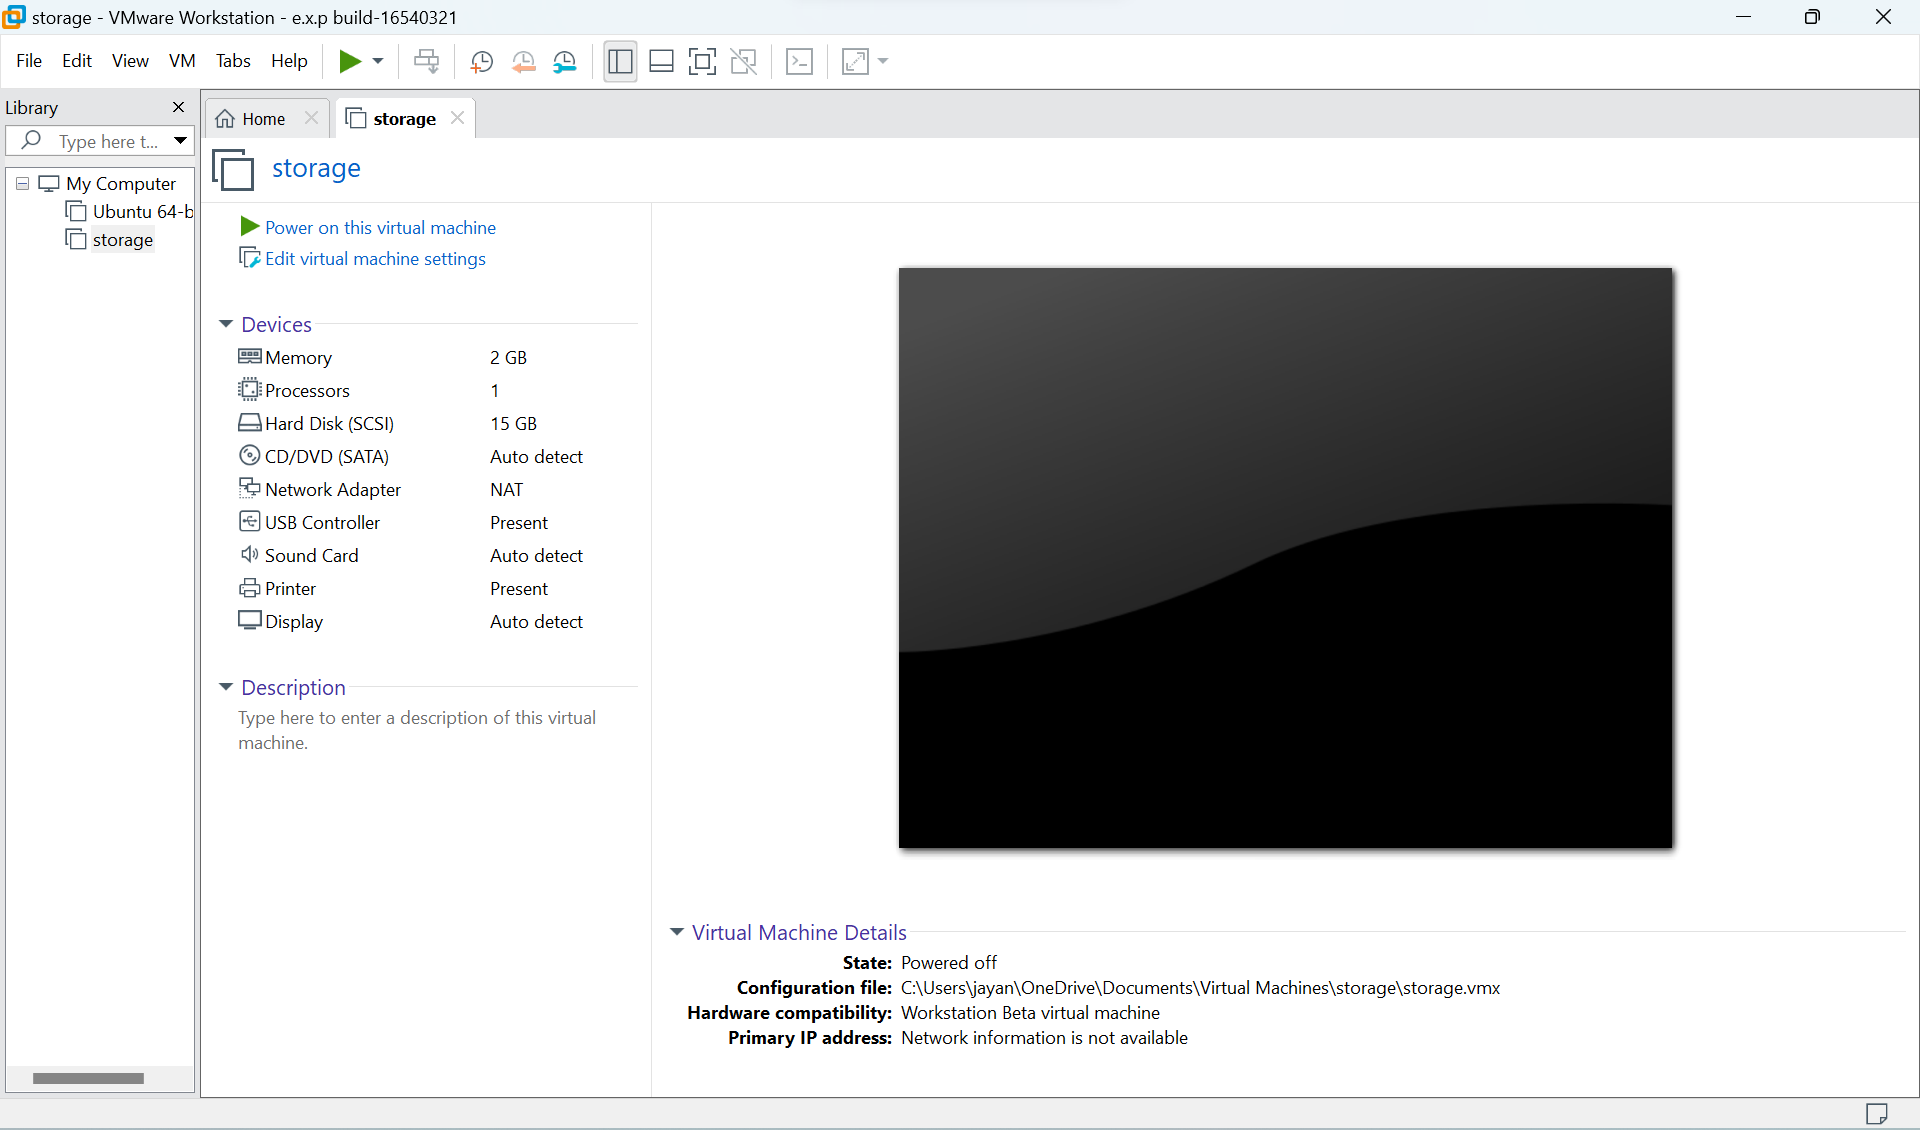 storage - VMware Workstation - e.x.p build-16540321
File Edit View VM Tabs Help
Library
Type here t...
My Computer
Ubuntu 64-b
storage
Home
storage
storage
Power on this virtual machine
Edit virtual machine settings
Devices
Memory 2 GB
Processors 1
Hard Disk (SCSI) 15 GB
CD/DVD (SATA) Auto detect
Network Adapter NAT
USB Controller Present
Sound Card Auto detect
Printer Present
Display Auto detect
Description
Type here to enter a description of this virtual
machine.
Virtual Machine Details
State: Powered off
Configuration file: C:\Users\jayan\OneDrive\Documents\Virtual Machines\storage\storage.vmx
Hardware compatibility: Workstation Beta virtual machine
Primary IP address: Network information is not available